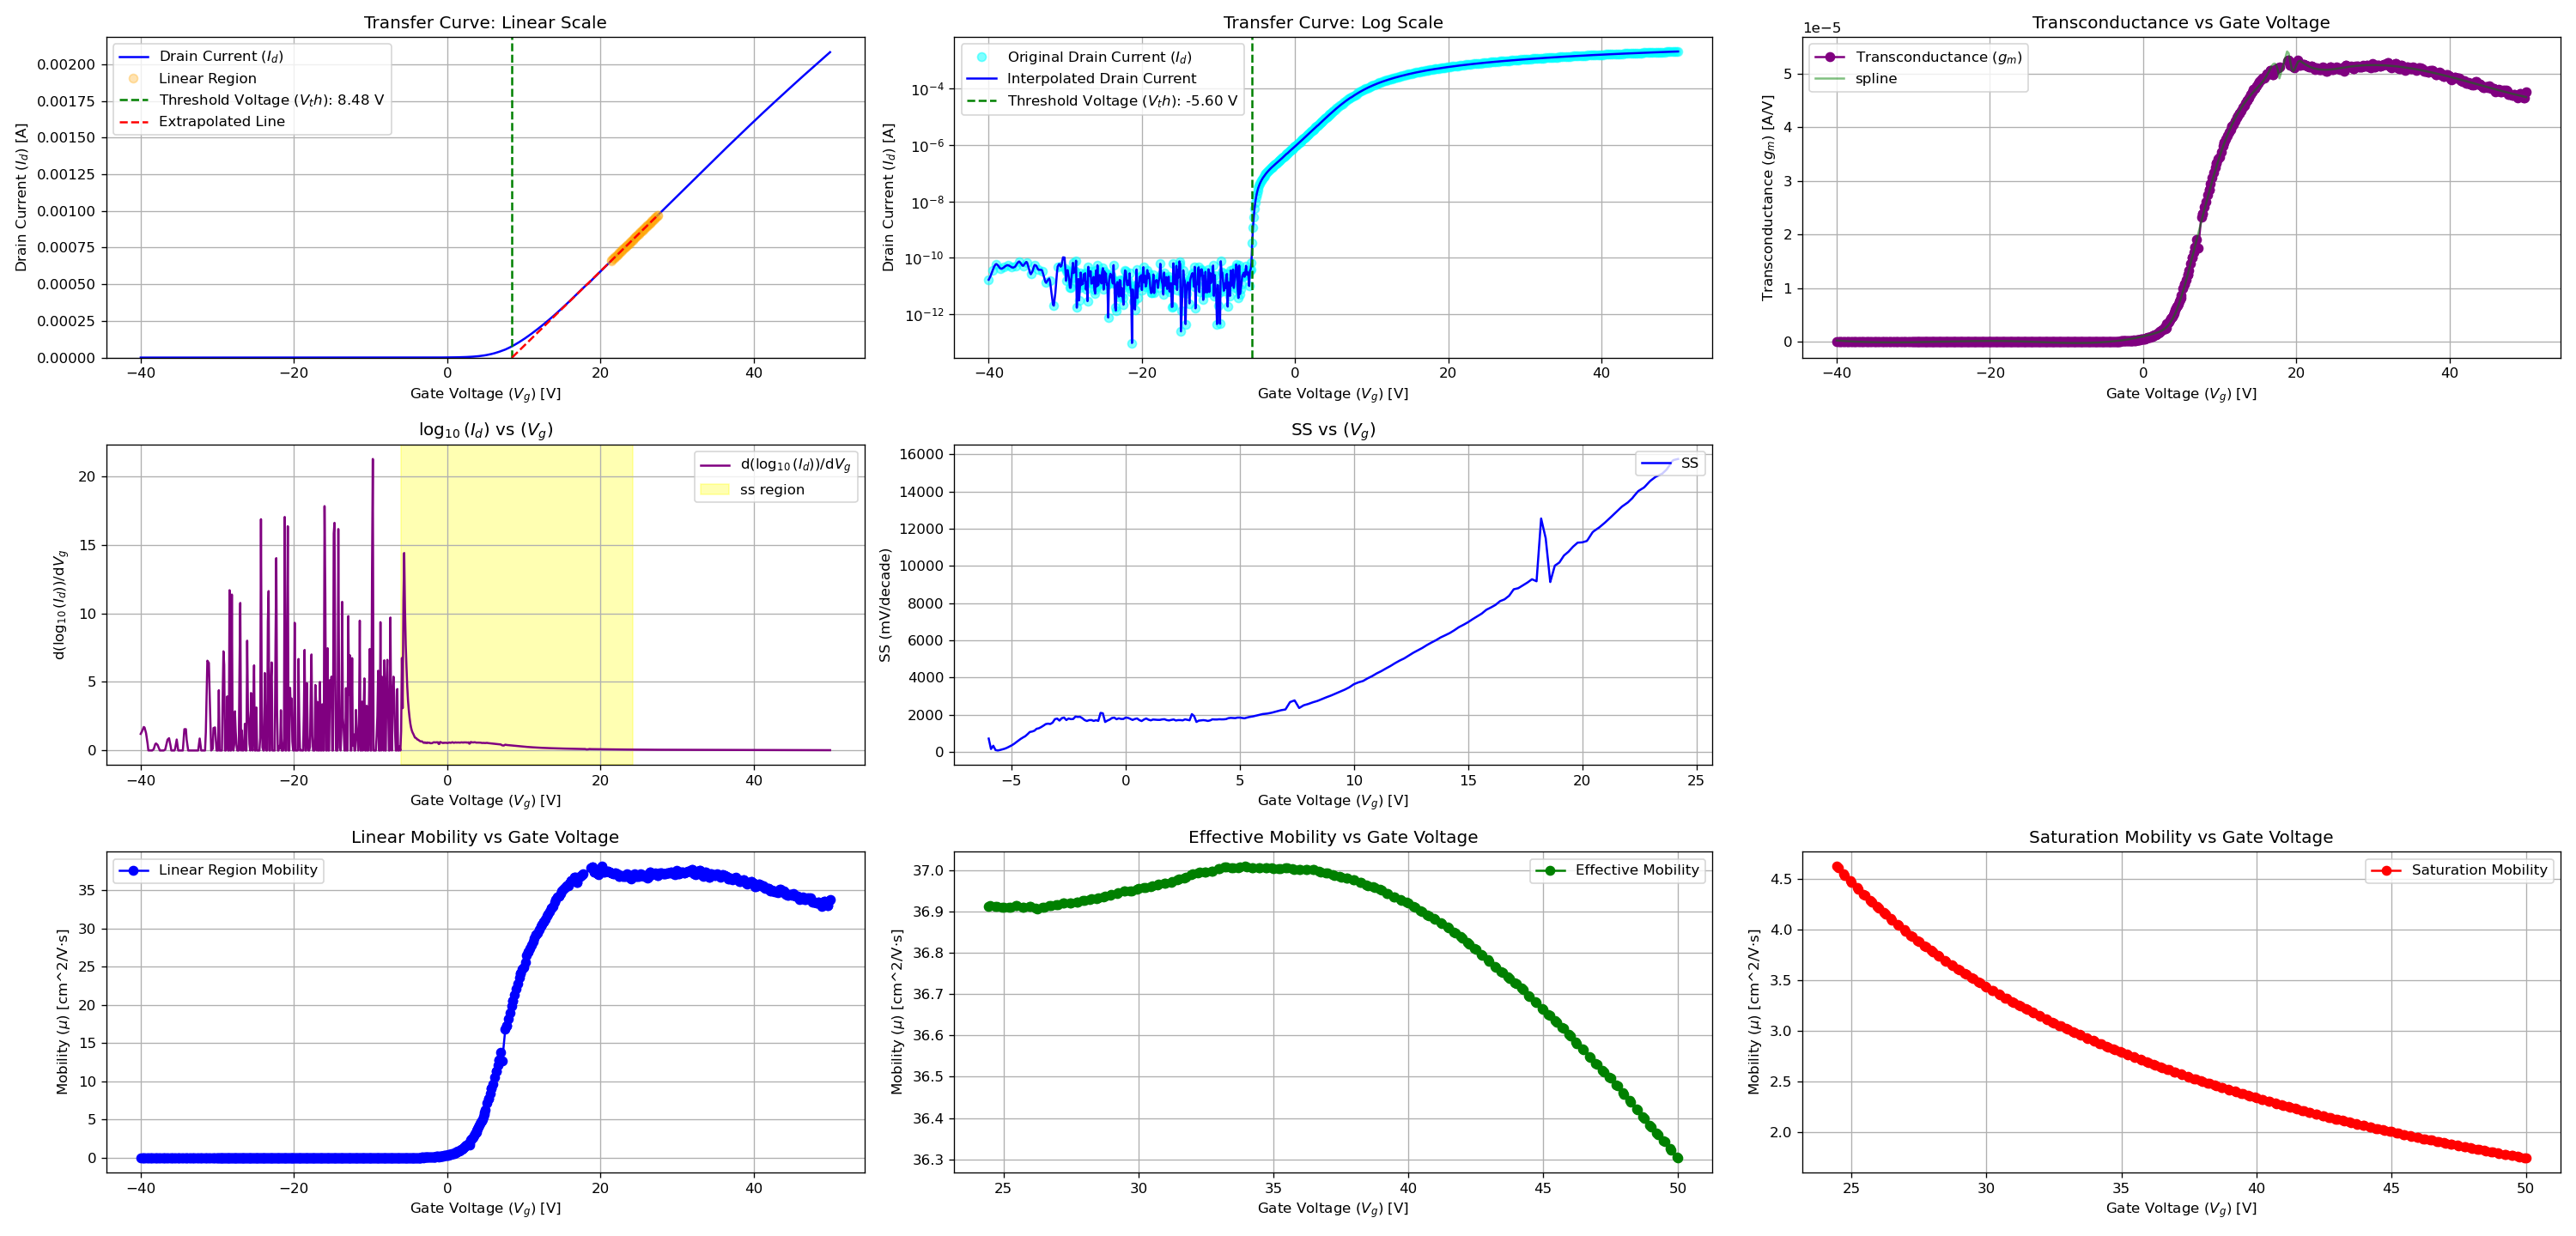 Transfer Curve: Linear Scale
Drain Current (I_d)
Linear Region
Threshold Voltage (V_th): 8.48 V
Extrapolated Line
0.00200
0.00175
0.00150
0.00125
0.00100
0.00075
0.00050
0.00025
0.00000
Drain Current (I_d) [A]
−40 −20 0 20 40
Gate Voltage (V_g) [V]
Transfer Curve: Log Scale
Original Drain Current (I_d)
Interpolated Drain Current
Threshold Voltage (V_th): -5.60 V
10^−4
10^−6
10^−8
10^−10
10^−12
Drain Current (I_d) [A]
−40 −20 0 20 40
Gate Voltage (V_g) [V]
Transconductance vs Gate Voltage
1e−5
Transconductance (g_m)
spline
5
4
3
2
1
0
Transconductance (g_m) [A/V]
−40 −20 0 20 40
Gate Voltage (V_g) [V]
log_10 (I_d) vs (V_g)
d(log_10 (I_d))/dV_g
ss region
20
15
10
5
0
d(log_10 (I_d))/dV_g
−40 −20 0 20 40
Gate Voltage (V_g) [V]
SS vs (V_g)
SS
16000
14000
12000
10000
8000
6000
4000
2000
0
SS (mV/decade)
−5 0 5 10 15 20 25
Gate Voltage (V_g) [V]
Linear Mobility vs Gate Voltage
Linear Region Mobility
35
30
25
20
15
10
5
0
Mobility (μ) [cm^2/V·s]
−40 −20 0 20 40
Gate Voltage (V_g) [V]
Effective Mobility vs Gate Voltage
Effective Mobility
37.0
36.9
36.8
36.7
36.6
36.5
36.4
36.3
Mobility (μ) [cm^2/V·s]
25 30 35 40 45 50
Gate Voltage (V_g) [V]
Saturation Mobility vs Gate Voltage
Saturation Mobility
4.5
4.0
3.5
3.0
2.5
2.0
Mobility (μ) [cm^2/V·s]
25 30 35 40 45 50
Gate Voltage (V_g) [V]